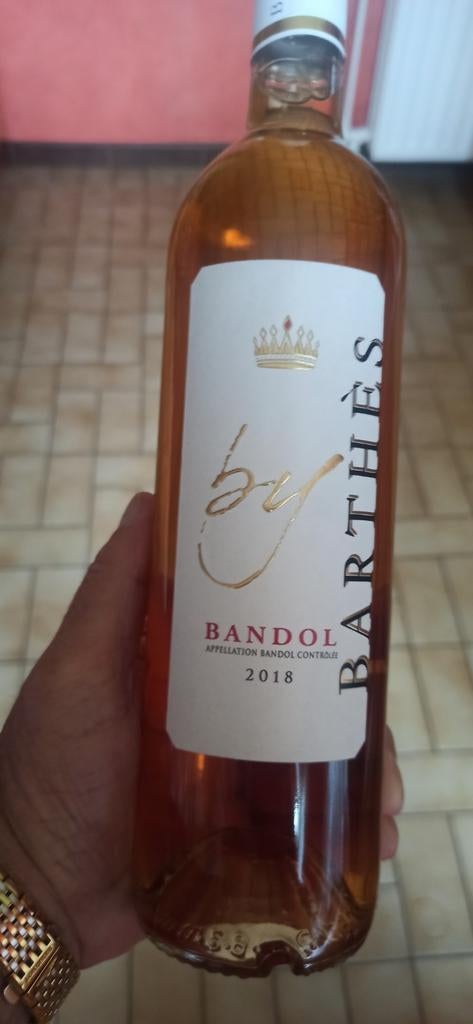 by
BARTHÈS
BANDOL
APPELLATION BANDOL CONTRÔLÉE
2018